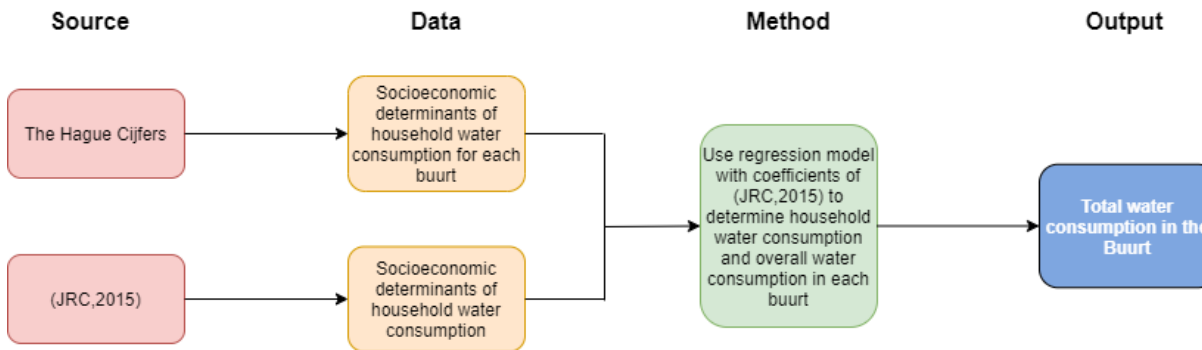 Source
Data
Method
Output
The Hague Cijfers
Socioeconomic
determinants of
household water
consumption for each
buurt
(JRC,2015)
Socioeconomic
determinants of
household water
consumption
Use regression model
with coefficients of
(JRC,2015) to
determine household
water consumption
and overall water
consumption in each
buurt
Total water
consumption in the
Buurt